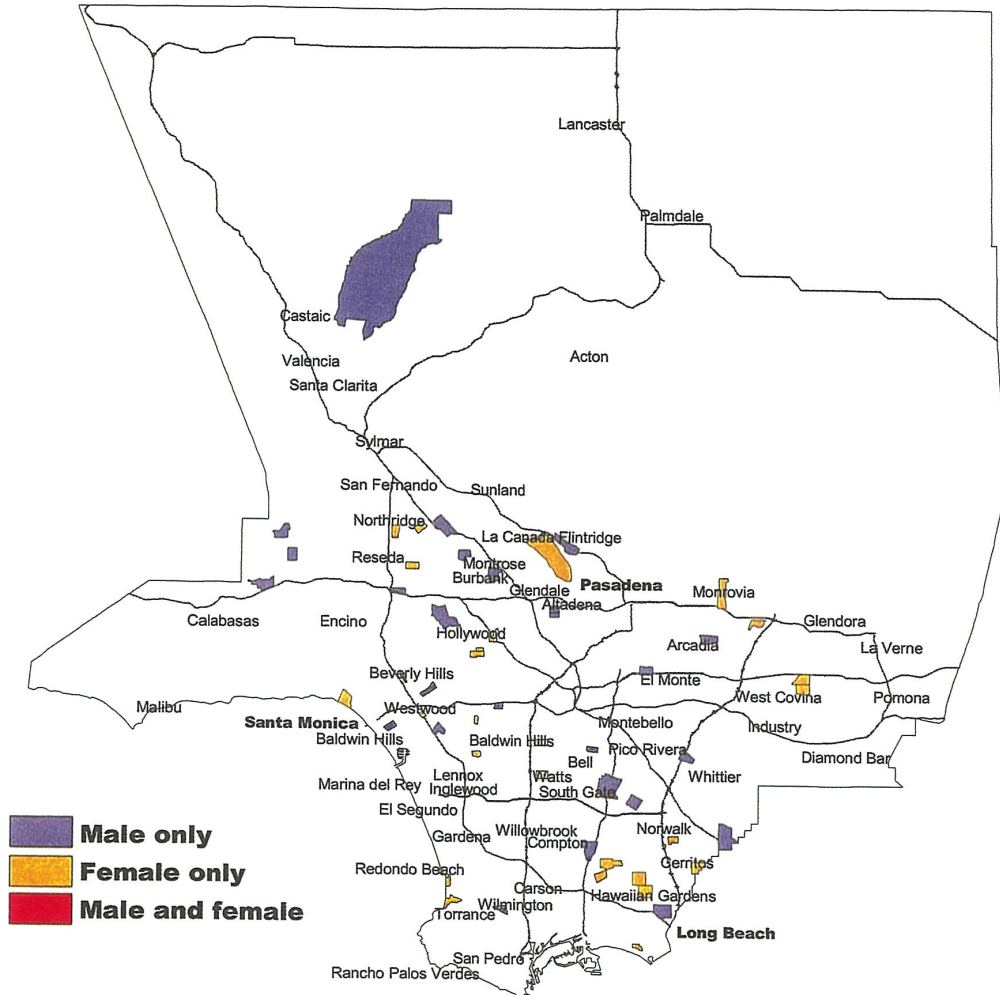 Lancaster
Palmdale
Castaic
Acton
Valencia
Santa Clarita
Sylmar
San Fernando
Sunland
Northridge
La Canada Flintridge
Reseda
Montrose
Burbank
Pasadena
Glendale
Monrovia
Altadena
Calabasas
Encino
Glendora
Hollywood
Arcadia
La Verne
Beverly Hills
El Monte
West Covina
Pomona
Malibu
Westwood
Santa Monica
Montebello
Industry
Baldwin Hills
Baldwin Hills
Pico Rivera
Diamond Bar
Bell
Lennox
Watts
Whittier
Marina del Rey
Inglewood
South Gate
El Segundo
Male only
Gardena
Willowbrook
Norwalk
Compton
Female only
Redondo Beach
Cerritos
Carson
Hawaiian Gardens
Male and female
Torrance
Wilmington
Long Beach
San Pedro
Rancho Palos Verdes